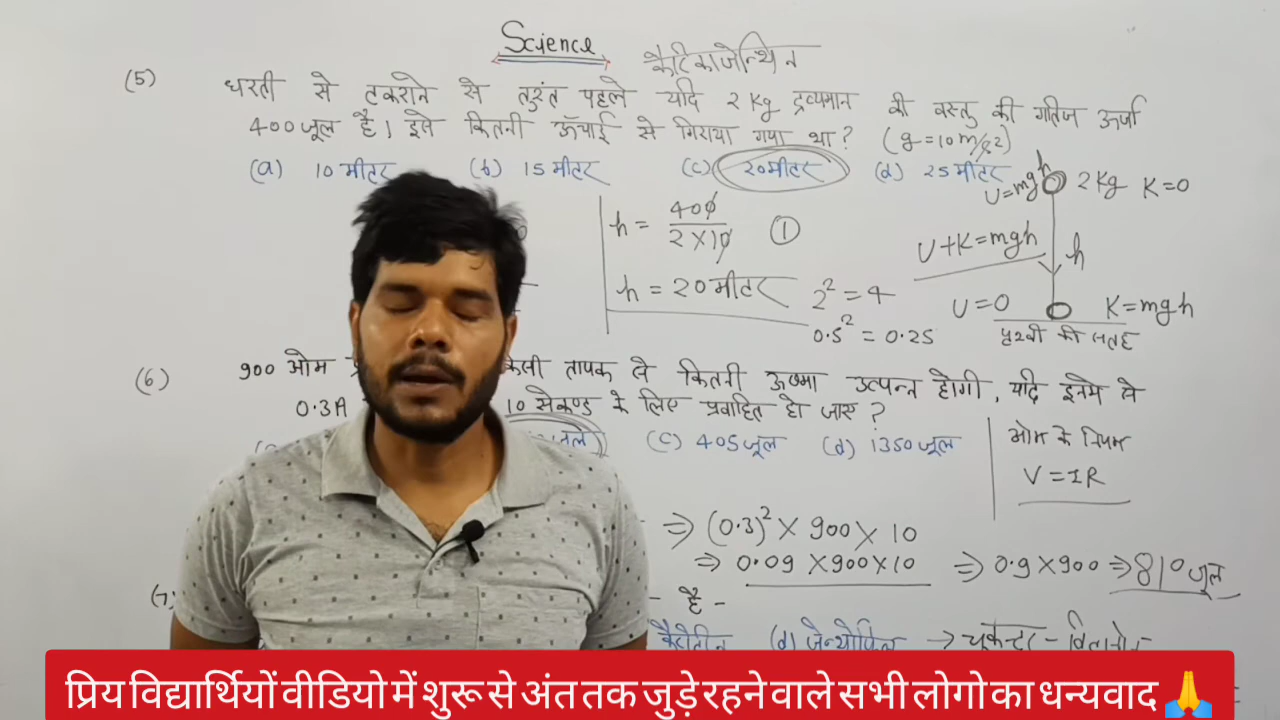 Science
कैटिकाजेन्थिन
(5) धरती से टकराने से तुरंत पहले यदि 2 Kg द्रव्यमान की वस्तु की गतिज ऊर्जा
400 जूल है। इसे कितनी ऊँचाई से गिराया गया था? (g=10 m/s2)
(a) 10 मीटर (b) 15 मीटर (c) 20 मीटर (d) 25 मीटर
U=mgh 2 Kg K=0
h = 400 / 2×10 ①
U+K=mgh h
h = 20 मीटर
2² = 4
U=0 K=mgh
0.5² = 0.25
पृथ्वी की सतह
(6) 900 ओम किसी तापक से कितनी ऊष्मा उत्पन्न होगी, यदि इनमे से
0.3A 10 सेकण्ड के लिए प्रवाहित हो जाए?
(c) 405 जूल (d) 1350 जूल
ओम के नियम
V=IR
⇒ (0.3)² × 900 × 10
⇒ 0.09 × 900 × 10 ⇒ 0.9 × 900 ⇒ 810 जूल
(7) - है -
कैरोटीन (d) जेन्थोफिल → चुकन्दर -
प्रिय विद्यार्थियों वीडियो में शुरू से अंत तक जुड़े रहने वाले सभी लोगो का धन्यवाद 🙏